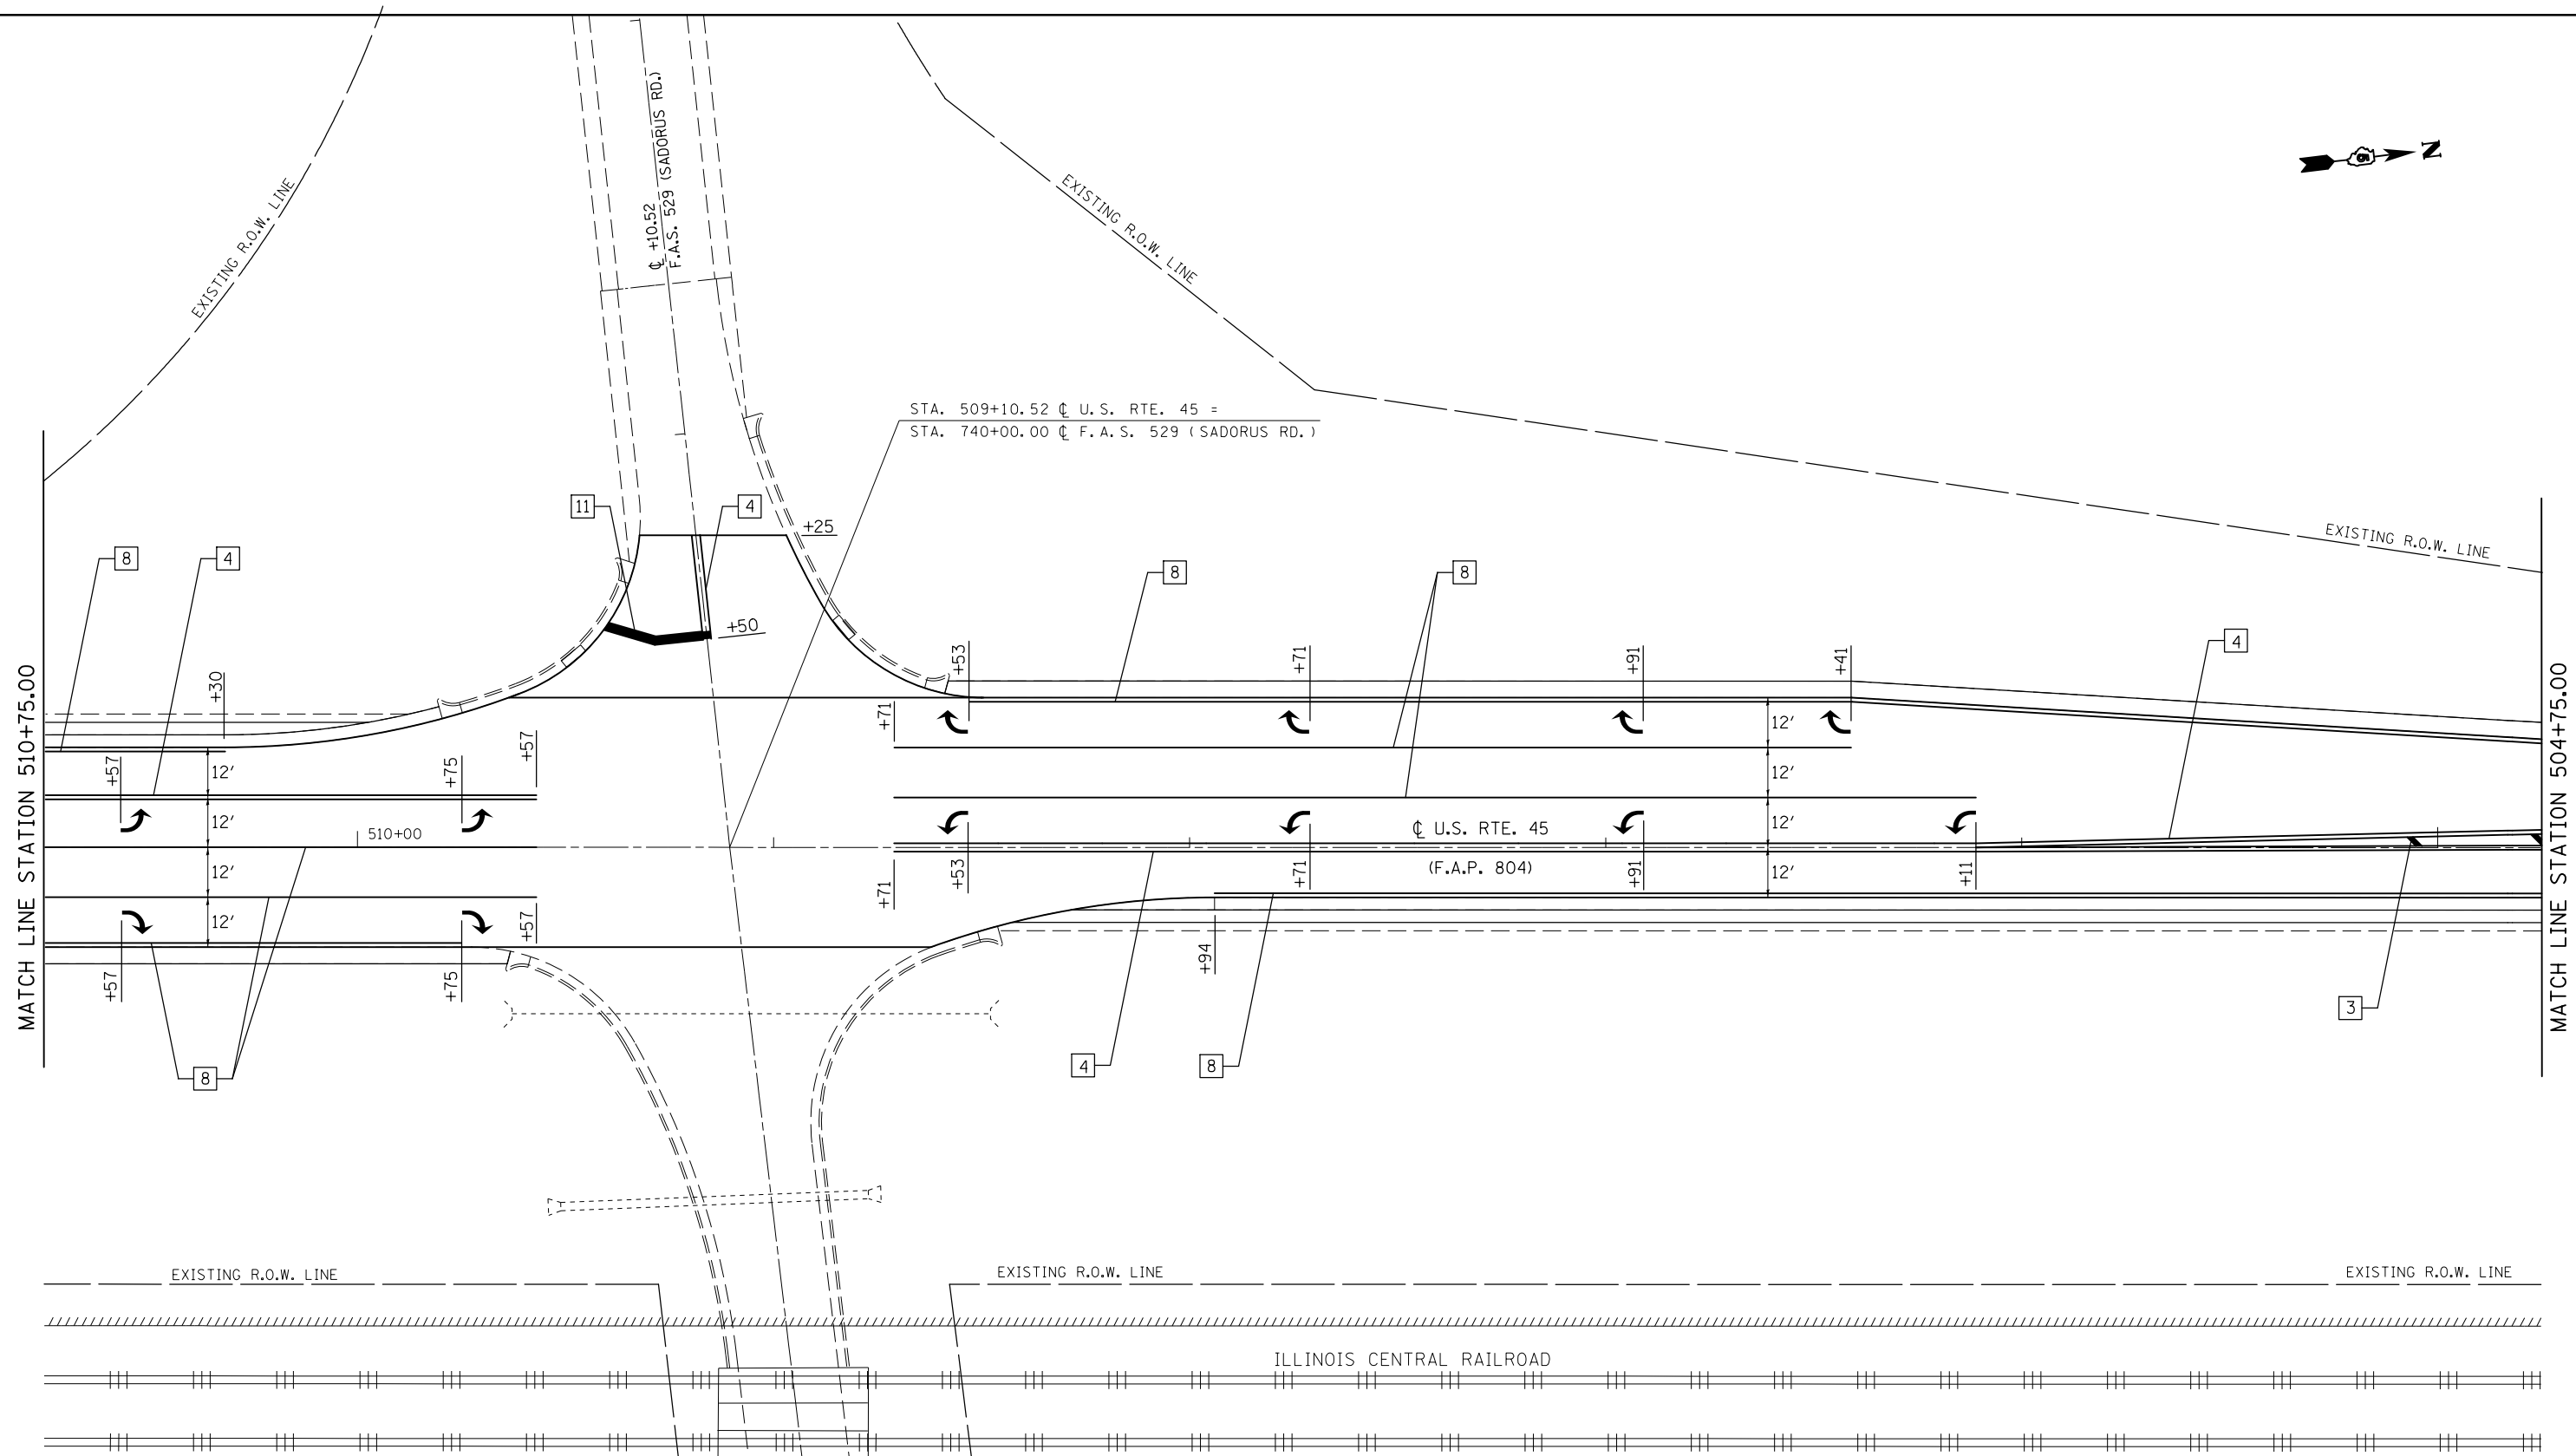 N
EXISTING R.O.W. LINE
℄ +10.52
F.A.S. 529 (SADORUS RD.)
EXISTING R.O.W. LINE
STA. 509+10.52 ℄ U.S. RTE. 45 =
STA. 740+00.00 ℄ F.A.S. 529 (SADORUS RD.)
11
4
+25
EXISTING R.O.W. LINE
8
4
8
8
4
+50
MATCH LINE STATION 510+75.00
+30
+53
+71
+91
+41
MATCH LINE STATION 504+75.00
+57
12'
+75
+57
+71
12'
12'
12'
510+00
12'
℄ U.S. RTE. 45
12'
(F.A.P. 804)
12'
+71
+53
+71
+91
+11
12'
12'
+57
+57
+75
+94
3
8
4
8
EXISTING R.O.W. LINE
EXISTING R.O.W. LINE
EXISTING R.O.W. LINE
ILLINOIS CENTRAL RAILROAD